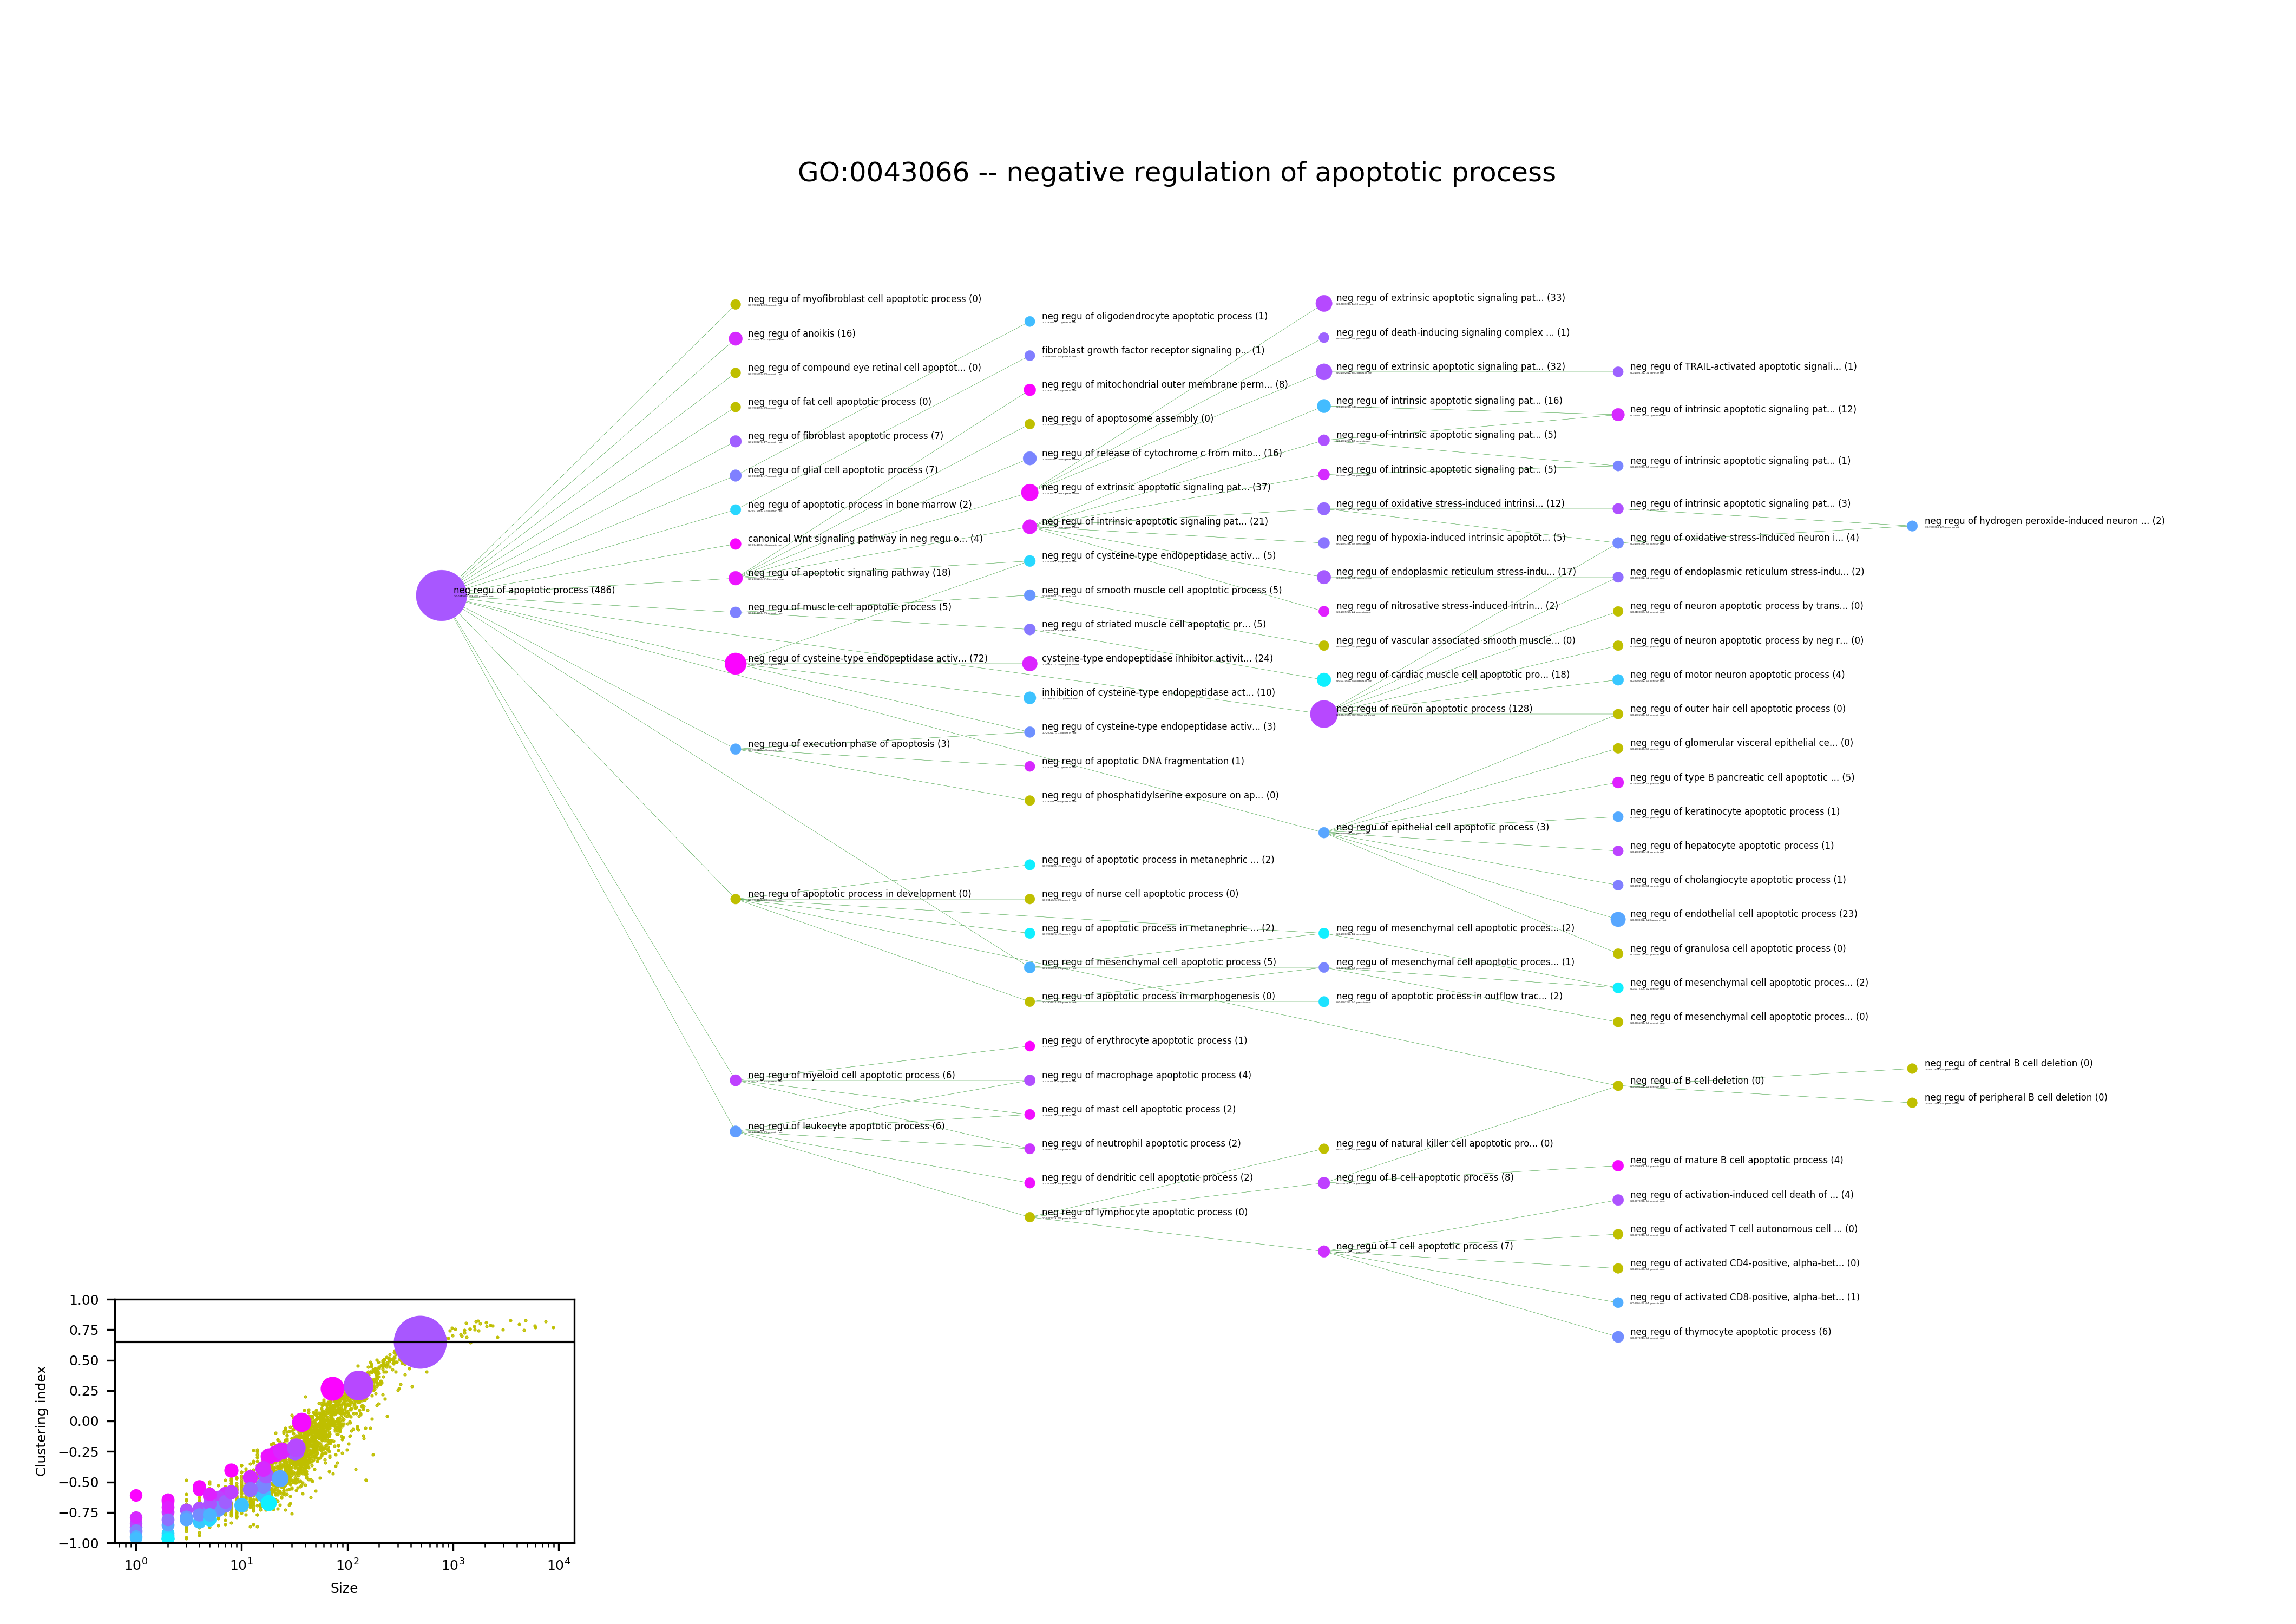 GO:0043066 -- negative regulation of apoptotic process
neg regu of apoptotic process (486)
neg regu of myofibroblast cell apoptotic process (0)
neg regu of anoikis (16)
neg regu of compound eye retinal cell apoptot... (0)
neg regu of fat cell apoptotic process (0)
neg regu of fibroblast apoptotic process (7)
neg regu of glial cell apoptotic process (7)
neg regu of apoptotic process in bone marrow (2)
canonical Wnt signaling pathway in neg regu o... (4)
neg regu of apoptotic signaling pathway (18)
neg regu of muscle cell apoptotic process (5)
neg regu of cysteine-type endopeptidase activ... (72)
neg regu of execution phase of apoptosis (3)
neg regu of apoptotic process in development (0)
neg regu of myeloid cell apoptotic process (6)
neg regu of leukocyte apoptotic process (6)
neg regu of oligodendrocyte apoptotic process (1)
fibroblast growth factor receptor signaling p... (1)
neg regu of mitochondrial outer membrane perm... (8)
neg regu of apoptosome assembly (0)
neg regu of release of cytochrome c from mito... (16)
neg regu of extrinsic apoptotic signaling pat... (37)
neg regu of intrinsic apoptotic signaling pat... (21)
neg regu of cysteine-type endopeptidase activ... (5)
neg regu of smooth muscle cell apoptotic process (5)
neg regu of striated muscle cell apoptotic pr... (5)
cysteine-type endopeptidase inhibitor activit... (24)
inhibition of cysteine-type endopeptidase act... (10)
neg regu of cysteine-type endopeptidase activ... (3)
neg regu of apoptotic DNA fragmentation (1)
neg regu of phosphatidylserine exposure on ap... (0)
neg regu of apoptotic process in metanephric ... (2)
neg regu of nurse cell apoptotic process (0)
neg regu of apoptotic process in metanephric ... (2)
neg regu of mesenchymal cell apoptotic process (5)
neg regu of apoptotic process in morphogenesis (0)
neg regu of erythrocyte apoptotic process (1)
neg regu of macrophage apoptotic process (4)
neg regu of mast cell apoptotic process (2)
neg regu of neutrophil apoptotic process (2)
neg regu of dendritic cell apoptotic process (2)
neg regu of lymphocyte apoptotic process (0)
neg regu of extrinsic apoptotic signaling pat... (33)
neg regu of death-inducing signaling complex ... (1)
neg regu of extrinsic apoptotic signaling pat... (32)
neg regu of intrinsic apoptotic signaling pat... (16)
neg regu of intrinsic apoptotic signaling pat... (5)
neg regu of intrinsic apoptotic signaling pat... (5)
neg regu of oxidative stress-induced intrinsi... (12)
neg regu of hypoxia-induced intrinsic apoptot... (5)
neg regu of endoplasmic reticulum stress-indu... (17)
neg regu of nitrosative stress-induced intrin... (2)
neg regu of vascular associated smooth muscle... (0)
neg regu of cardiac muscle cell apoptotic pro... (18)
neg regu of neuron apoptotic process (128)
neg regu of epithelial cell apoptotic process (3)
neg regu of mesenchymal cell apoptotic proces... (2)
neg regu of mesenchymal cell apoptotic proces... (1)
neg regu of apoptotic process in outflow trac... (2)
neg regu of natural killer cell apoptotic pro... (0)
neg regu of B cell apoptotic process (8)
neg regu of T cell apoptotic process (7)
neg regu of TRAIL-activated apoptotic signali... (1)
neg regu of intrinsic apoptotic signaling pat... (12)
neg regu of intrinsic apoptotic signaling pat... (1)
neg regu of intrinsic apoptotic signaling pat... (3)
neg regu of oxidative stress-induced neuron i... (4)
neg regu of endoplasmic reticulum stress-indu... (2)
neg regu of neuron apoptotic process by trans... (0)
neg regu of neuron apoptotic process by neg r... (0)
neg regu of motor neuron apoptotic process (4)
neg regu of outer hair cell apoptotic process (0)
neg regu of glomerular visceral epithelial ce... (0)
neg regu of type B pancreatic cell apoptotic ... (5)
neg regu of keratinocyte apoptotic process (1)
neg regu of hepatocyte apoptotic process (1)
neg regu of cholangiocyte apoptotic process (1)
neg regu of endothelial cell apoptotic process (23)
neg regu of granulosa cell apoptotic process (0)
neg regu of mesenchymal cell apoptotic proces... (2)
neg regu of mesenchymal cell apoptotic proces... (0)
neg regu of B cell deletion (0)
neg regu of mature B cell apoptotic process (4)
neg regu of activation-induced cell death of ... (4)
neg regu of activated T cell autonomous cell ... (0)
neg regu of activated CD4-positive, alpha-bet... (0)
neg regu of activated CD8-positive, alpha-bet... (1)
neg regu of thymocyte apoptotic process (6)
neg regu of hydrogen peroxide-induced neuron ... (2)
neg regu of central B cell deletion (0)
neg regu of peripheral B cell deletion (0)
Clustering index
1.00
0.75
0.50
0.25
0.00
−0.25
−0.50
−0.75
−1.00
10⁰ 10¹ 10² 10³ 10⁴
Size